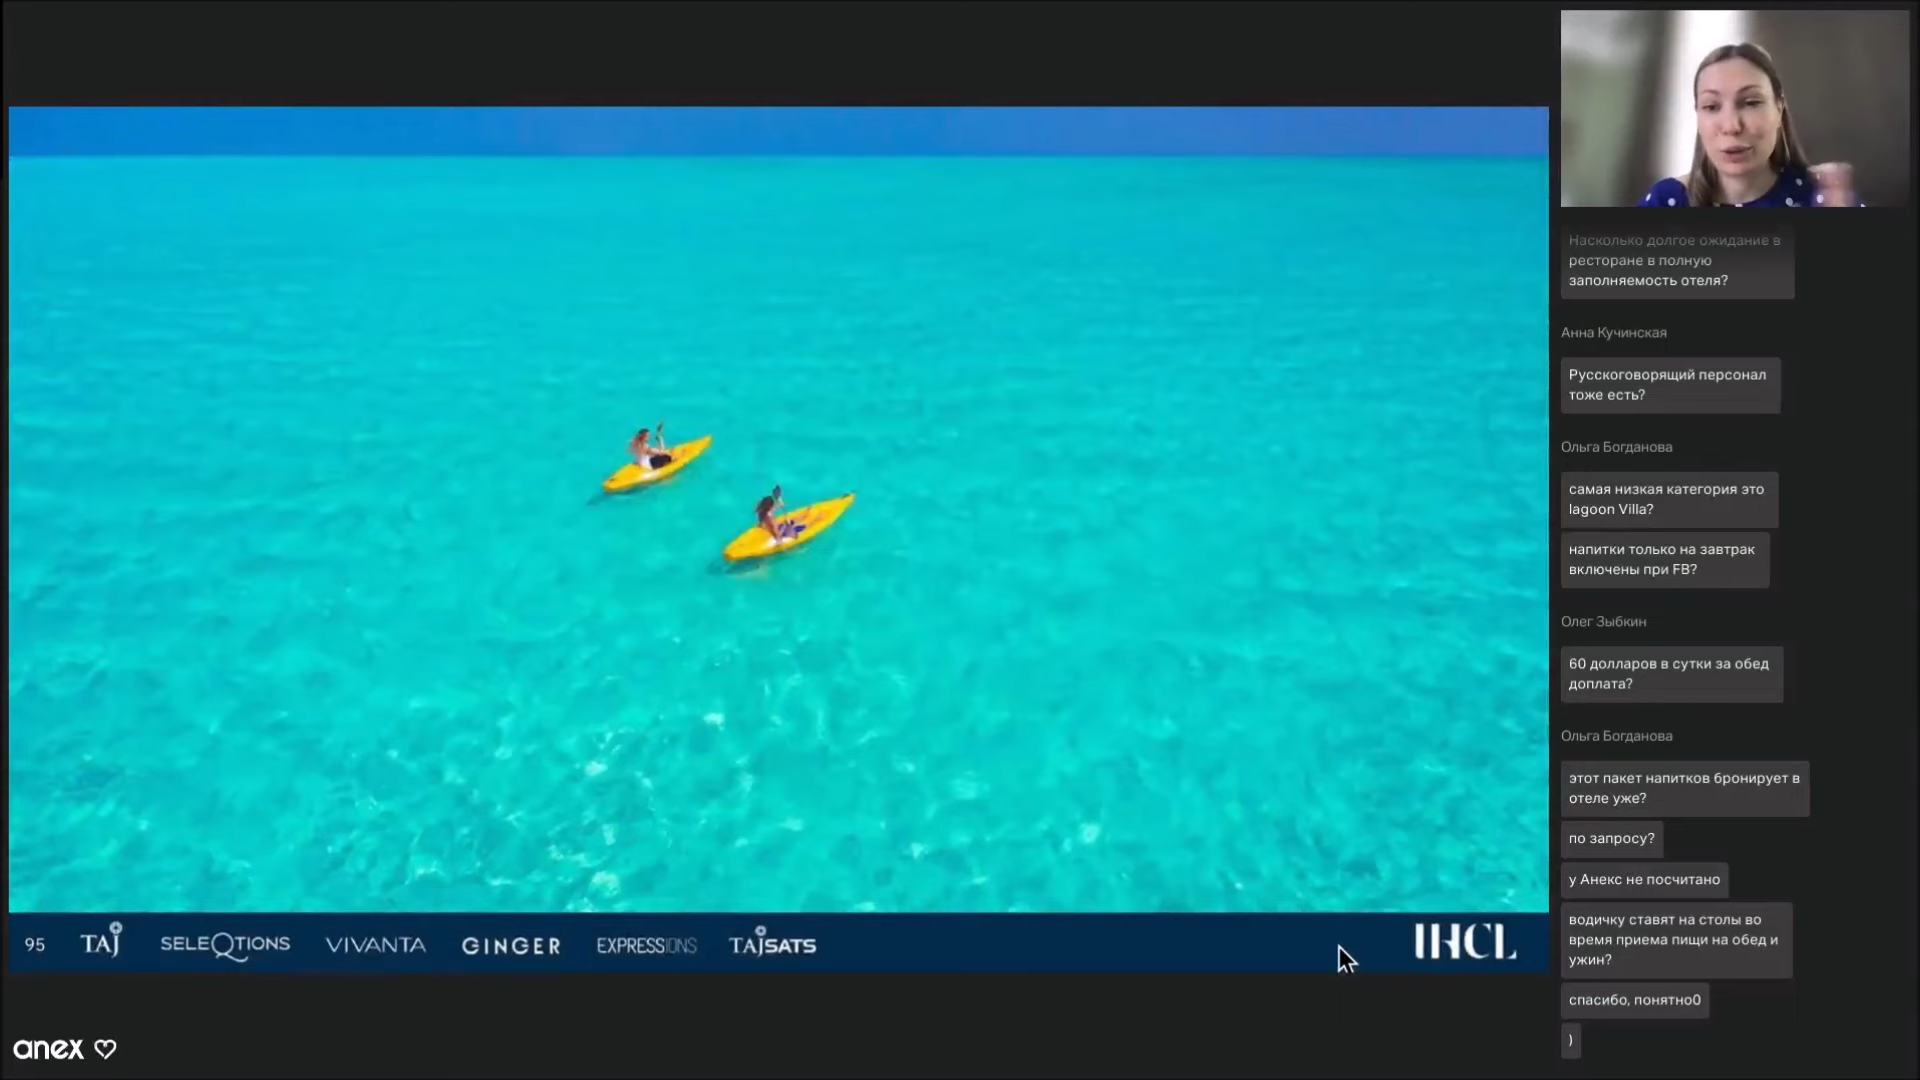 Насколько долгое ожидание в
ресторане в полную
заполняемость отеля?
Анна Кучинская
Русскоговорящий персонал
тоже есть?
Ольга Богданова
самая низкая категория это
lagoon Villa?
напитки только на завтрак
включены при FB?
Олег Зыбкин
60 долларов в сутки за обед
доплата?
Ольга Богданова
этот пакет напитков бронирует в
отеле уже?
по запросу?
у Анекс не посчитано
водичку ставят на столы во
время приема пищи на обед и
ужин?
спасибо, понятно0
)
95 TAJ SELEQTIONS VIVANTA GINGER EXPRESSIONS TAJSATS IHCL
anex